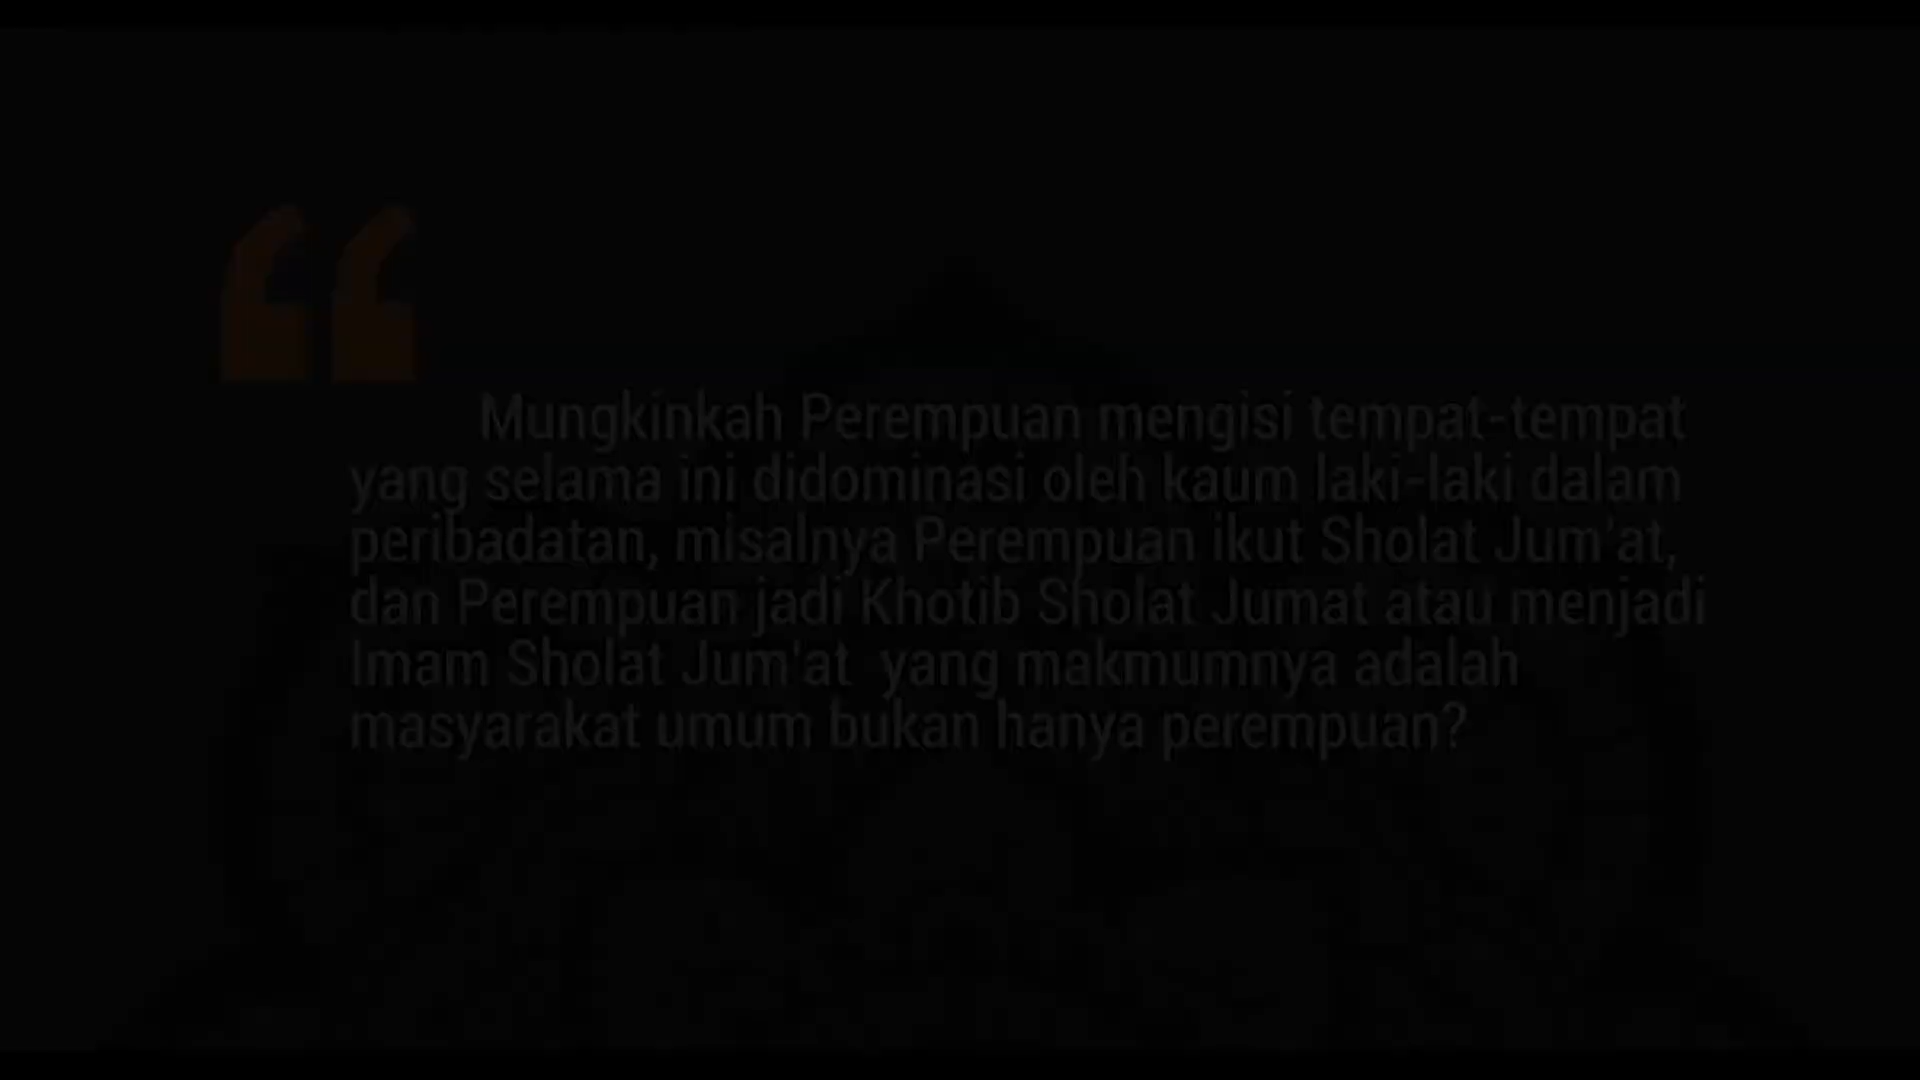 Mungkinkah Perempuan mengisi tempat-tempat
yang selama ini didominasi oleh kaum laki-laki dalam
peribadatan, misalnya Perempuan ikut Sholat Jum'at,
dan Perempuan jadi Khotib Sholat Jumat atau menjadi
Imam Sholat Jum'at yang makmumnya adalah
masyarakat umum bukan hanya perempuan?